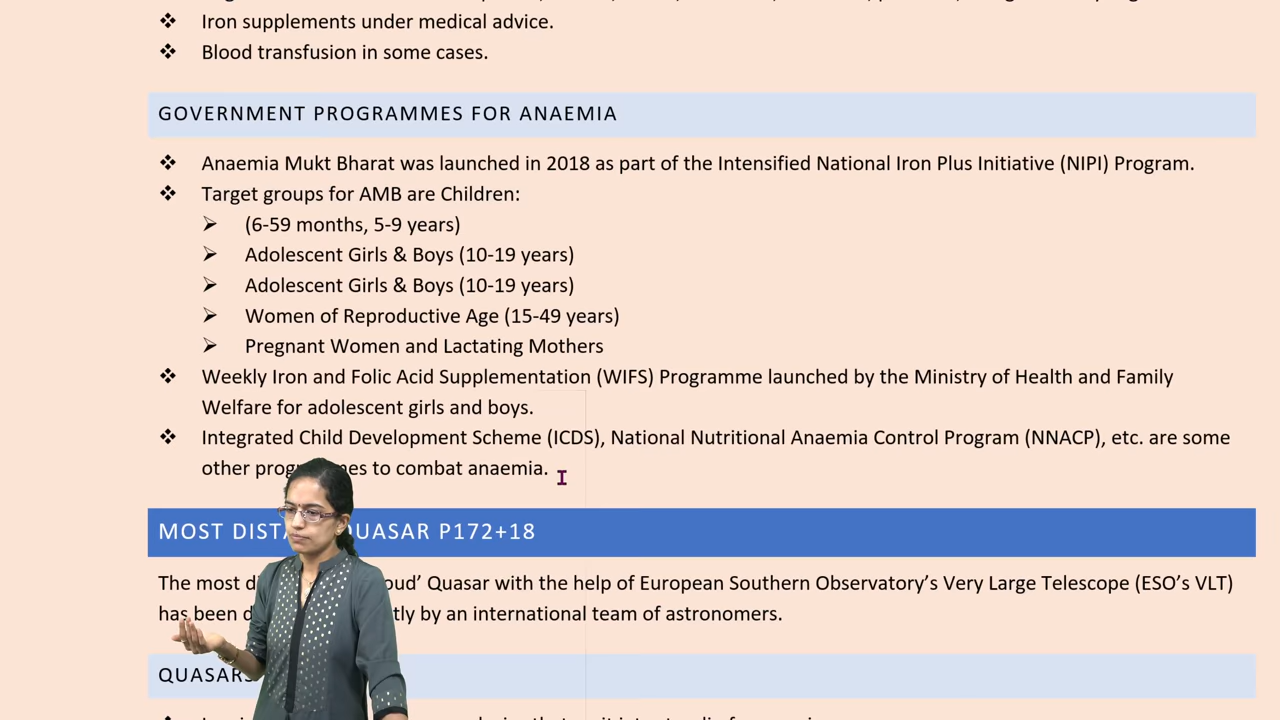 ❖ Iron supplements under medical advice.
❖ Blood transfusion in some cases.
GOVERNMENT PROGRAMMES FOR ANAEMIA
❖ Anaemia Mukt Bharat was launched in 2018 as part of the Intensified National Iron Plus Initiative (NIPI) Program.
❖ Target groups for AMB are Children:
➢ (6-59 months, 5-9 years)
➢ Adolescent Girls & Boys (10-19 years)
➢ Adolescent Girls & Boys (10-19 years)
➢ Women of Reproductive Age (15-49 years)
➢ Pregnant Women and Lactating Mothers
❖ Weekly Iron and Folic Acid Supplementation (WIFS) Programme launched by the Ministry of Health and Family
Welfare for adolescent girls and boys.
❖ Integrated Child Development Scheme (ICDS), National Nutritional Anaemia Control Program (NNACP), etc. are some
other to combat anaemia.
MOST QUASAR P172+18
The most Quasar with the help of European Southern Observatory’s Very Large Telescope (ESO’s VLT)
has been by an international team of astronomers.
QUASARS